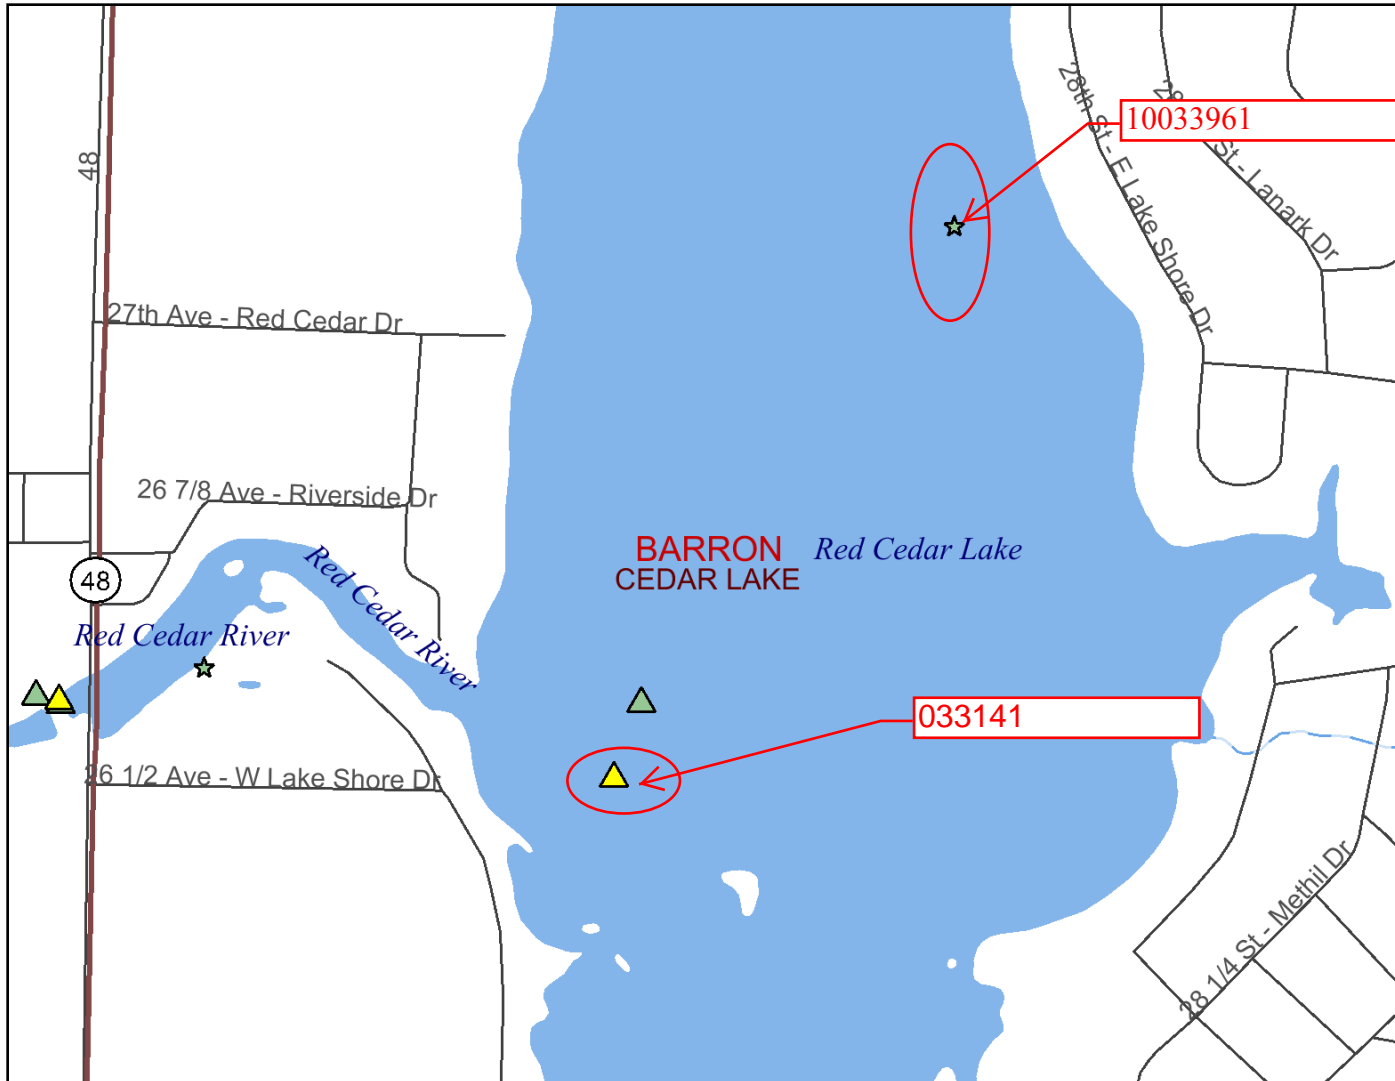 10033961
28th St - E Lake Shore Dr
St - Lanark Dr
48
27th Ave - Red Cedar Dr
26 7/8 Ave - Riverside Dr
BARRON
CEDAR LAKE
Red Cedar Lake
48
Red Cedar River
Red Cedar River
033141
26 1/2 Ave - W Lake Shore Dr
28 1/4 St - Methil Dr